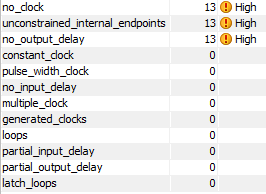 no_clock 13 High
unconstrained_internal_endpoints 13 High
no_output_delay 13 High
constant_clock 0
pulse_width_clock 0
no_input_delay 0
multiple_clock 0
generated_clocks 0
loops 0
partial_input_delay 0
partial_output_delay 0
latch_loops 0